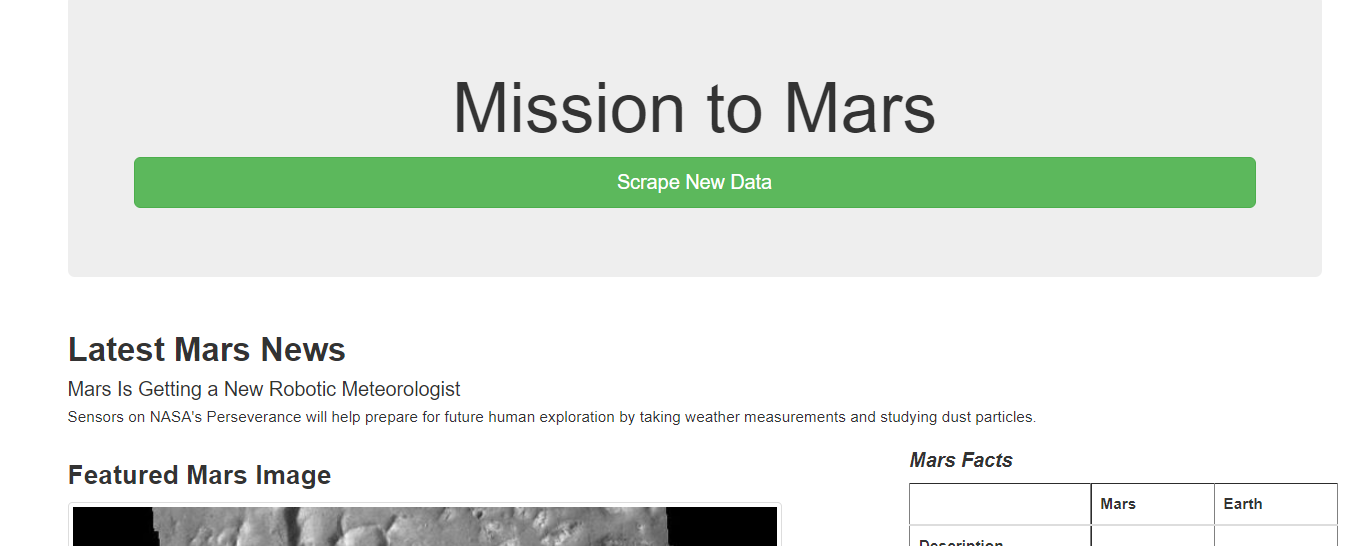 Mission to Mars
Scrape New Data
Latest Mars News
Mars Is Getting a New Robotic Meteorologist
Sensors on NASA's Perseverance will help prepare for future human exploration by taking weather measurements and studying dust particles.
Featured Mars Image
Mars Facts
Mars Earth
Description